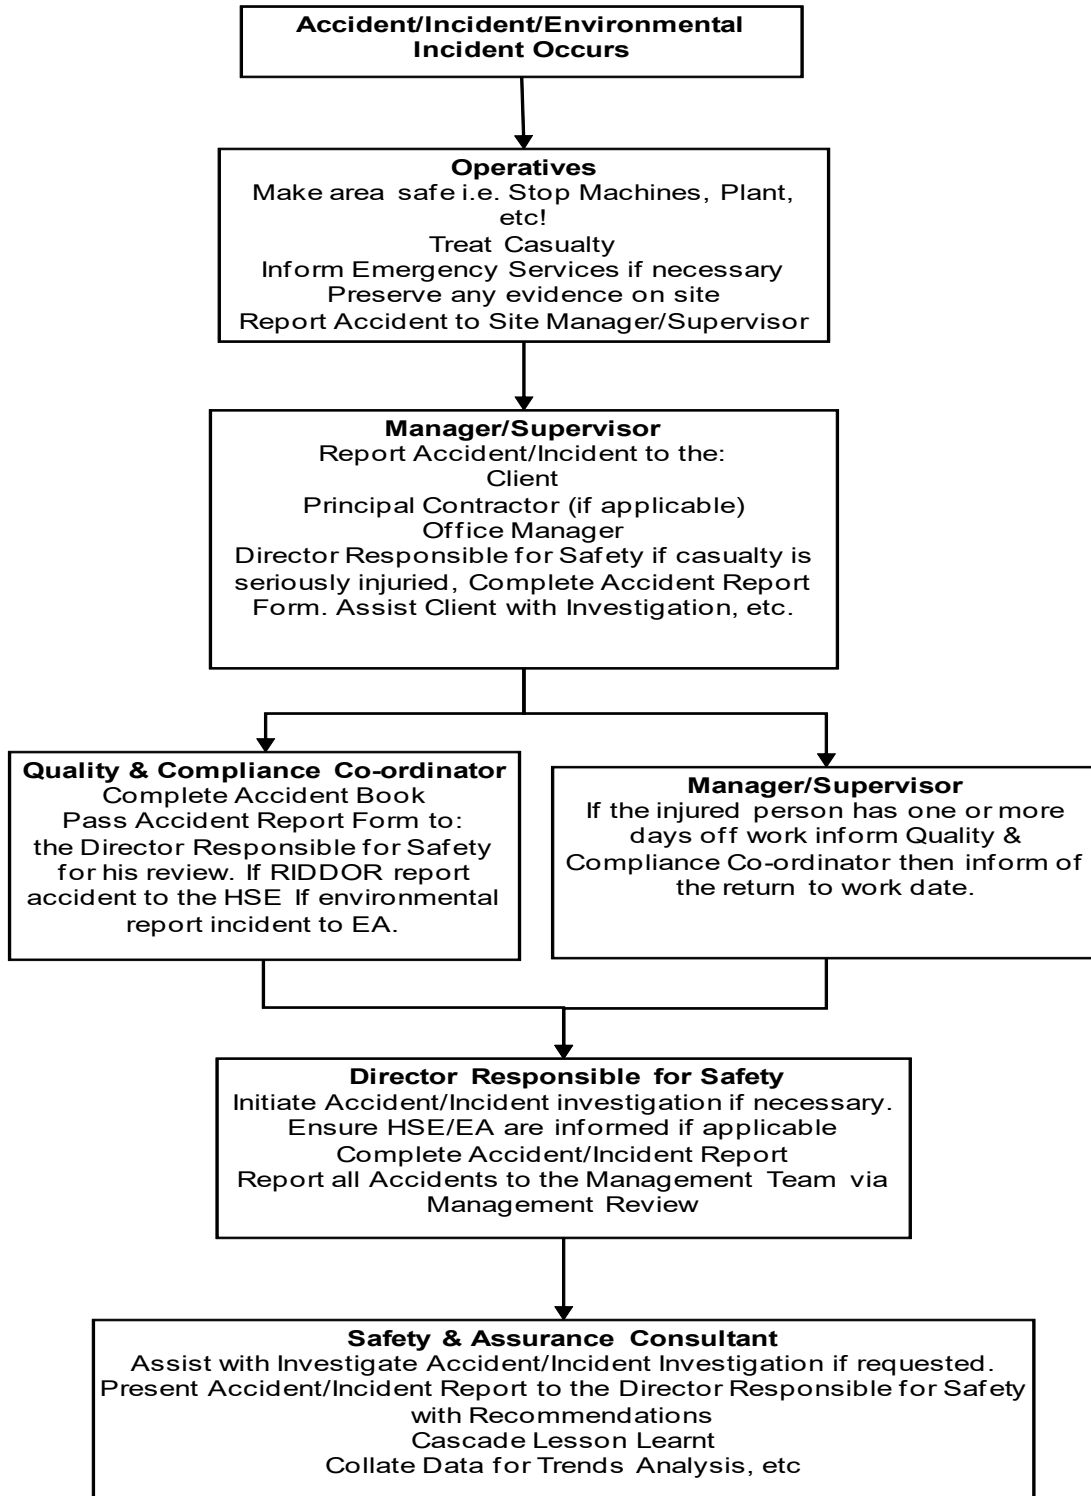 Accident/Incident/Environmental
Incident Occurs
Operatives
Make area safe i.e. Stop Machines, Plant,
etc!
Treat Casualty
Inform Emergency Services if necessary
Preserve any evidence on site
Report Accident to Site Manager/Supervisor
Manager/Supervisor
Report Accident/Incident to the:
Client
Principal Contractor (if applicable)
Office Manager
Director Responsible for Safety if casualty is
seriously injuried, Complete Accident Report
Form. Assist Client with Investigation, etc.
Quality & Compliance Co-ordinator
Complete Accident Book
Pass Accident Report Form to:
the Director Responsible for Safety
for his review. If RIDDOR report
accident to the HSE If environmental
report incident to EA.
Manager/Supervisor
If the injured person has one or more
days off work inform Quality &
Compliance Co-ordinator then inform of
the return to work date.
Director Responsible for Safety
Initiate Accident/Incident investigation if necessary.
Ensure HSE/EA are informed if applicable
Complete Accident/Incident Report
Report all Accidents to the Management Team via
Management Review
Safety & Assurance Consultant
Assist with Investigate Accident/Incident Investigation if requested.
Present Accident/Incident Report to the Director Responsible for Safety
with Recommendations
Cascade Lesson Learnt
Collate Data for Trends Analysis, etc